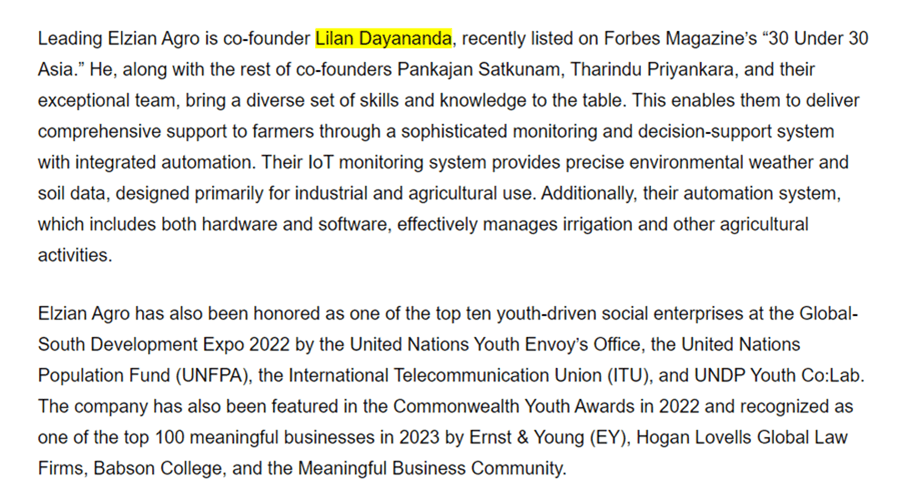 Leading Elzian Agro is co-founder Lilan Dayananda, recently listed on Forbes Magazine’s “30 Under 30
Asia.” He, along with the rest of co-founders Pankajan Satkunam, Tharindu Priyankara, and their
exceptional team, bring a diverse set of skills and knowledge to the table. This enables them to deliver
comprehensive support to farmers through a sophisticated monitoring and decision-support system
with integrated automation. Their IoT monitoring system provides precise environmental weather and
soil data, designed primarily for industrial and agricultural use. Additionally, their automation system,
which includes both hardware and software, effectively manages irrigation and other agricultural
activities.
Elzian Agro has also been honored as one of the top ten youth-driven social enterprises at the Global-
South Development Expo 2022 by the United Nations Youth Envoy’s Office, the United Nations
Population Fund (UNFPA), the International Telecommunication Union (ITU), and UNDP Youth Co:Lab.
The company has also been featured in the Commonwealth Youth Awards in 2022 and recognized as
one of the top 100 meaningful businesses in 2023 by Ernst & Young (EY), Hogan Lovells Global Law
Firms, Babson College, and the Meaningful Business Community.